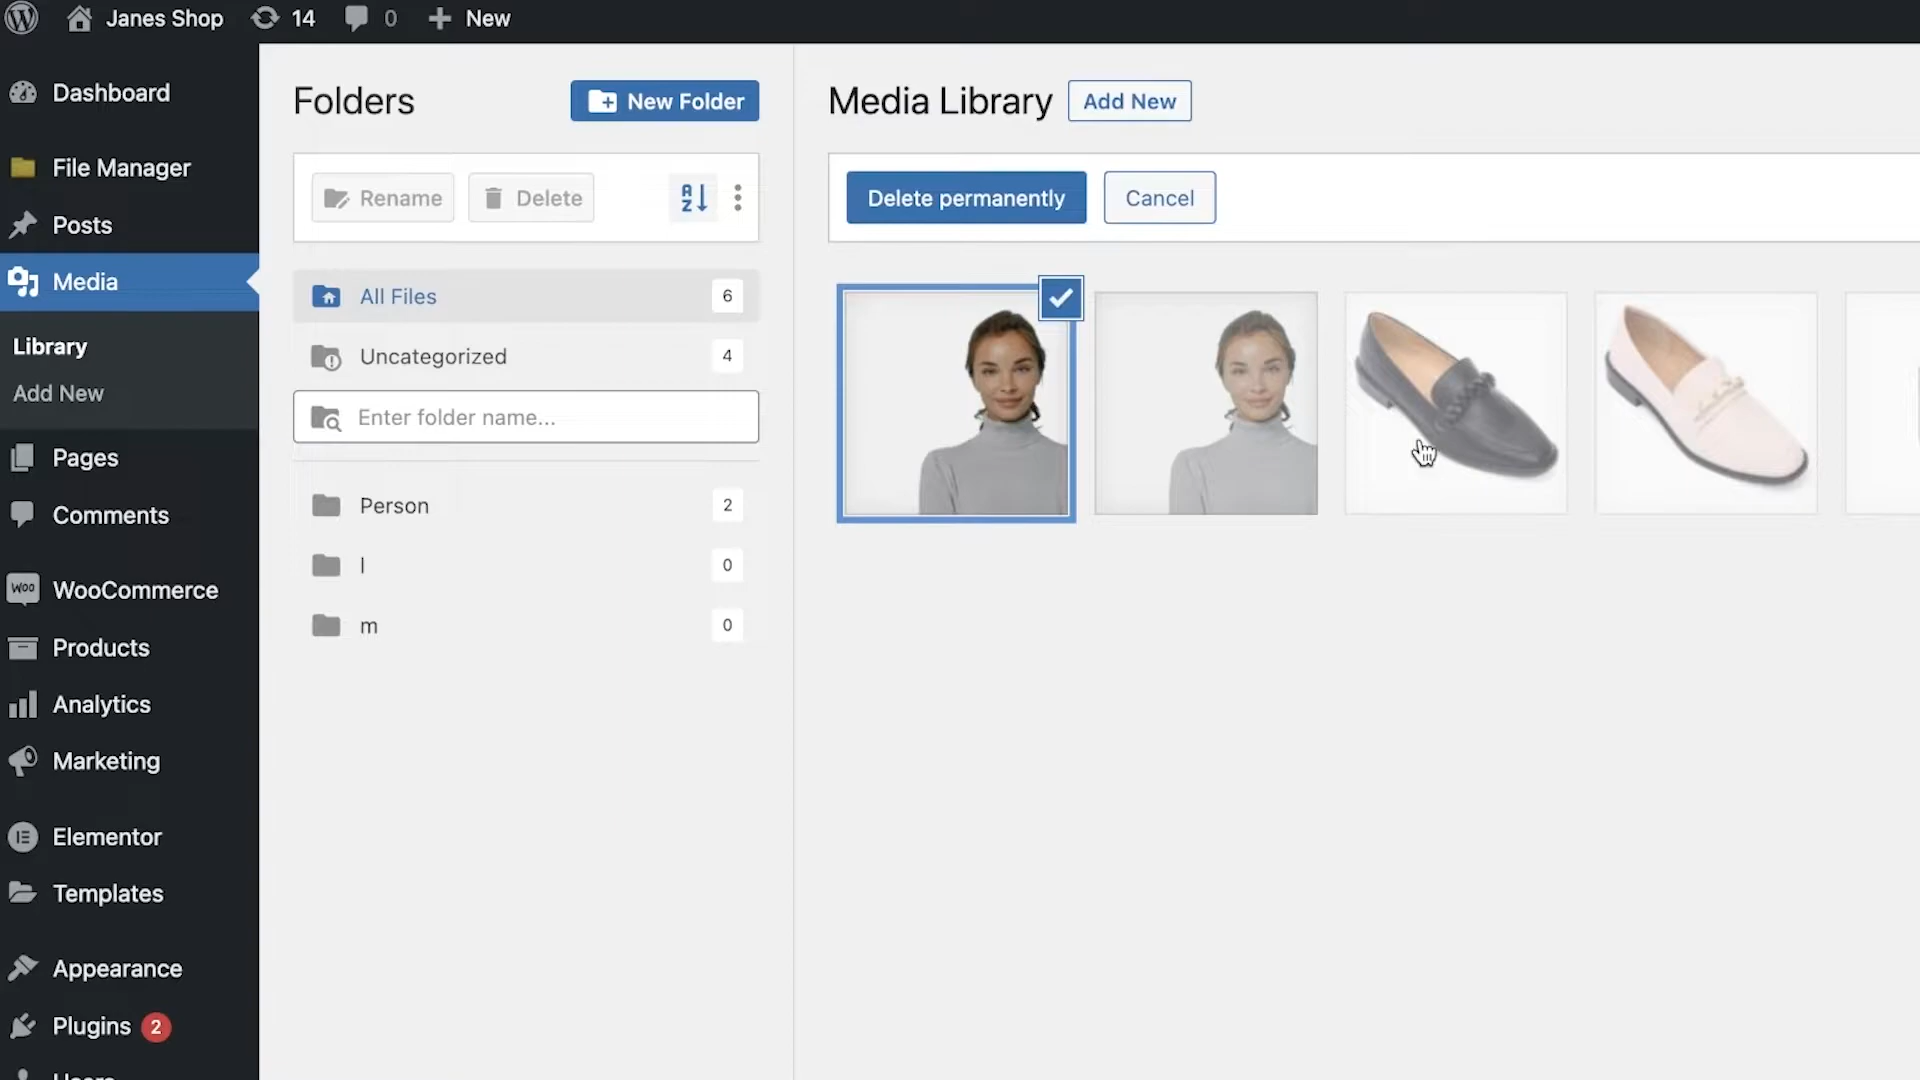 Janes Shop 14 0 New
Dashboard
File Manager
Posts
Media
Library
Add New
Pages
Comments
WOO WooCommerce
Products
Analytics
Marketing
Elementor
Templates
Appearance
Plugins 2
Folders New Folder
Rename Delete A Z
All Files 6
Uncategorized 4
Enter folder name...
Person 2
l 0
m 0
Media Library Add New
Delete permanently Cancel